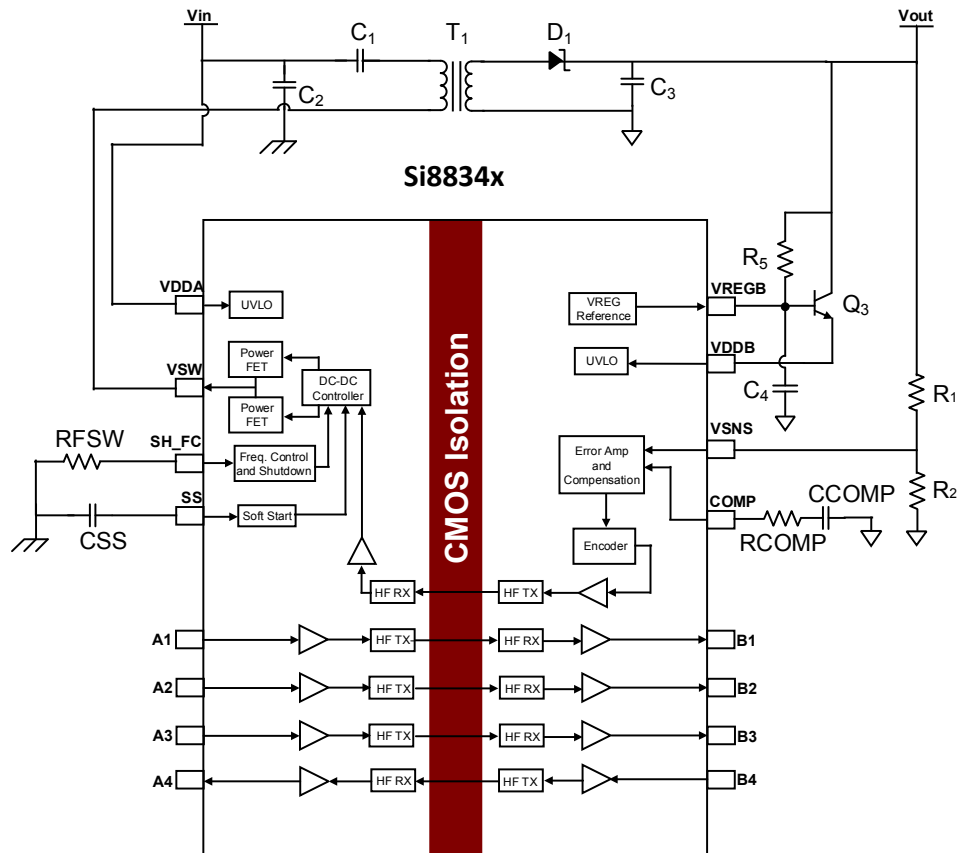 Vin
Vout
C1
T1
D1
C2
C3
Si8834x
R5
VDDA
UVLO
VREG
Reference
VREGB
Q3
Power
FET
VDDB
UVLO
VSW
DC-DC
Controller
C4
R1
Power
FET
VSNS
RFSW
SH_FC
Freq. Control
and Shutdown
Error Amp
and
Compensation
R2
SS
Soft Start
COMP
CCOMP
CSS
RCOMP
Encoder
CMOS Isolation
HF RX
HF TX
A1
HF TX
HF RX
B1
A2
HF TX
HF RX
B2
A3
HF TX
HF RX
B3
A4
HF RX
HF TX
B4